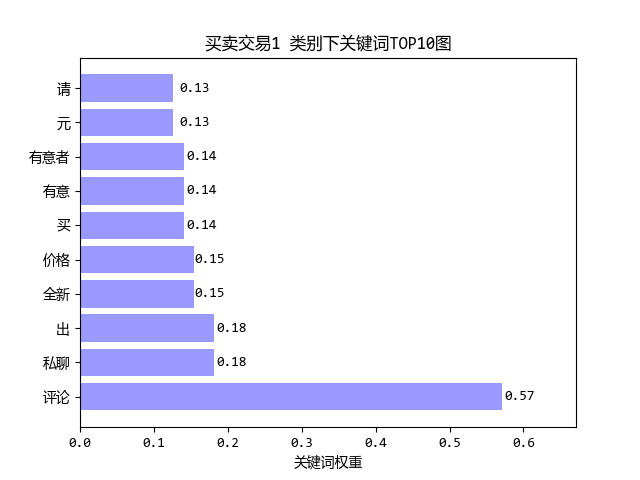 买卖交易1 类别下关键词TOP10图
请 0.13
元 0.13
有意者 0.14
有意 0.14
买 0.14
价格 0.15
全新 0.15
出 0.18
私聊 0.18
评论 0.57
0.0 0.1 0.2 0.3 0.4 0.5 0.6
关键词权重